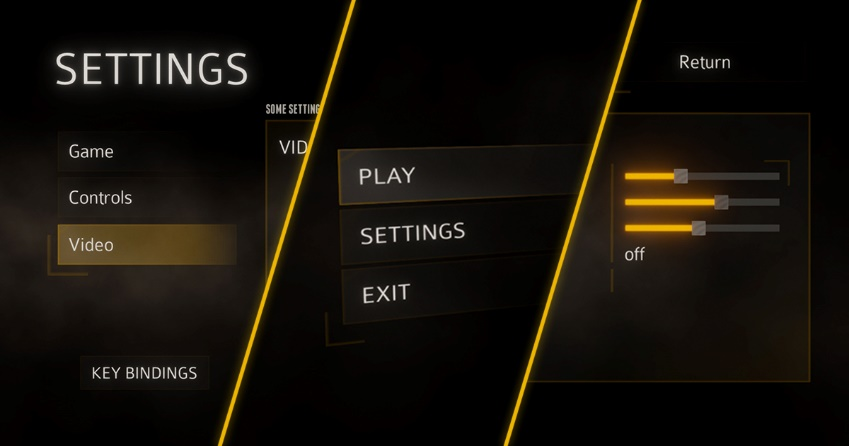 SETTINGS
Game
Controls
Video
KEY BINDINGS
SOME SETTING
VID
PLAY
SETTINGS
EXIT
Return
off